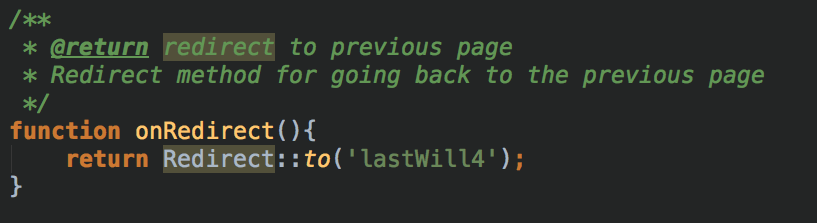 /**
 * @return redirect to previous page
 * Redirect method for going back to the previous page
 */
function onRedirect(){
    return Redirect::to('lastWill4');
}